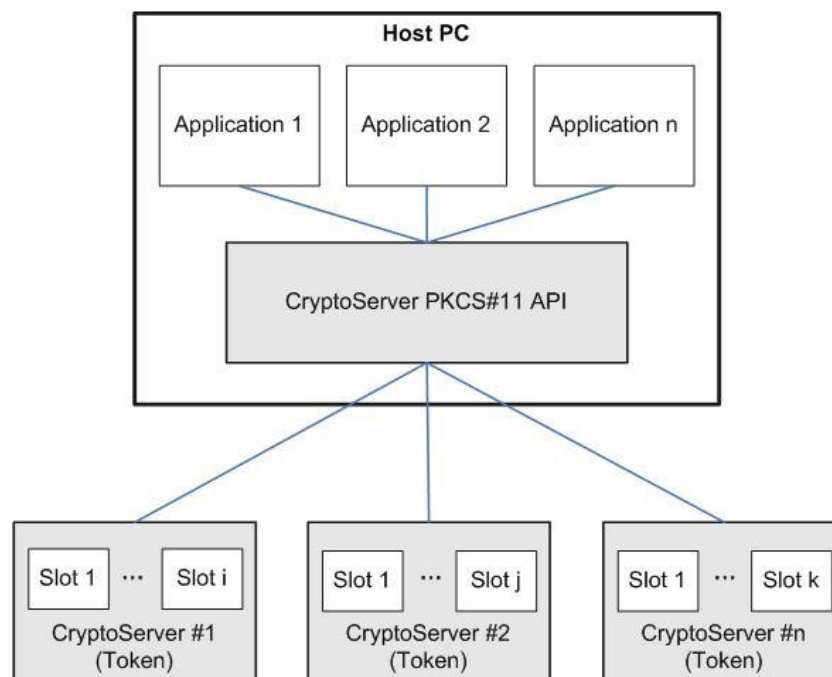 Host PC
Application 1
Application 2
Application n
CryptoServer PKCS#11 API
Slot 1 ... Slot i
CryptoServer #1
(Token)
Slot 1 ... Slot j
CryptoServer #2
(Token)
Slot 1 ... Slot k
CryptoServer #n
(Token)